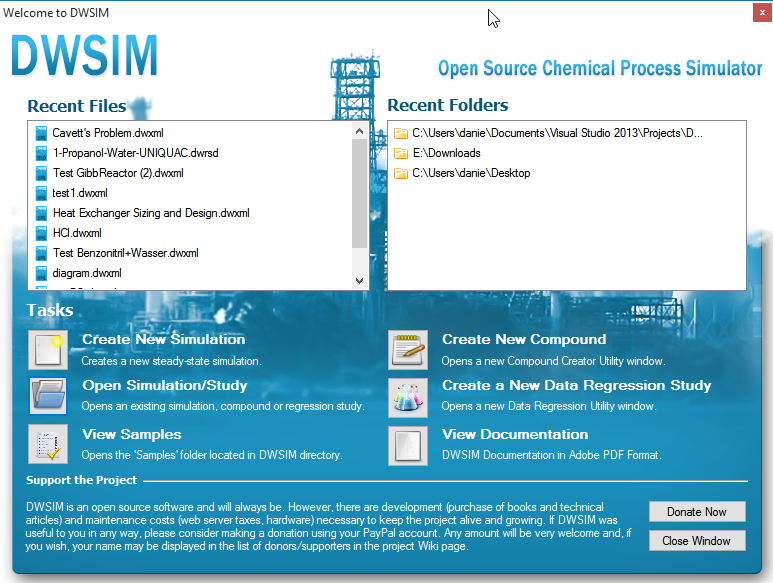 Welcome to DWSIM
x
DWSIM
Open Source Chemical Process Simulator
Recent Files
Cavett's Problem.dwxml
1-Propanol-Water-UNIQUAC.dwrsd
Test GibbReactor (2).dwxml
test1.dwxml
Heat Exchanger Sizing and Design.dwxml
HCl.dwxml
Test Benzonitril+Wasser.dwxml
diagram.dwxml
Recent Folders
C:\Users\danie\Documents\Visual Studio 2013\Projects\D...
E:\Downloads
C:\Users\danie\Desktop
Tasks
Create New Simulation
Creates a new steady-state simulation.
Open Simulation/Study
Opens an existing simulation, compound or regression study.
View Samples
Opens the 'Samples' folder located in DWSIM directory.
Create New Compound
Opens a new Compound Creator Utility window.
Create a New Data Regression Study
Opens a new Data Regression Utility window.
View Documentation
DWSIM Documentation in Adobe PDF Format.
Support the Project
DWSIM is an open source software and will always be. However, there are development (purchase of books and technical
articles) and maintenance costs (web server taxes, hardware) necessary to keep the project alive and growing. If DWSIM was
useful to you in any way, please consider making a donation using your PayPal account. Any amount will be very welcome and, if
you wish, your name may be displayed in the list of donors/supporters in the project Wiki page.
Donate Now
Close Window